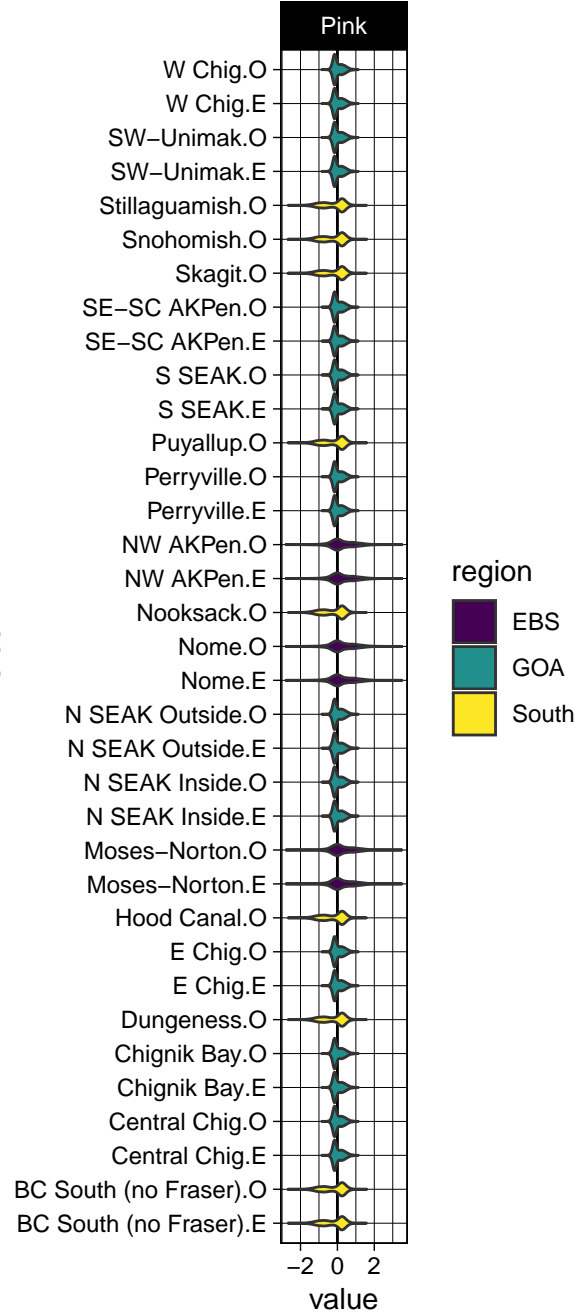 Pink
W Chig.O
W Chig.E
SW−Unimak.O
SW−Unimak.E
Stillaguamish.O
Snohomish.O
Skagit.O
SE−SC AKPen.O
SE−SC AKPen.E
S SEAK.O
S SEAK.E
Puyallup.O
Perryville.O
Perryville.E
NW AKPen.O
NW AKPen.E
Nooksack.O
Nome.O
Nome.E
N SEAK Outside.O
N SEAK Outside.E
N SEAK Inside.O
N SEAK Inside.E
Moses−Norton.O
Moses−Norton.E
Hood Canal.O
E Chig.O
E Chig.E
Dungeness.O
Chignik Bay.O
Chignik Bay.E
Central Chig.O
Central Chig.E
BC South (no Fraser).O
BC South (no Fraser).E
−2 0 2
value
region
EBS
GOA
South